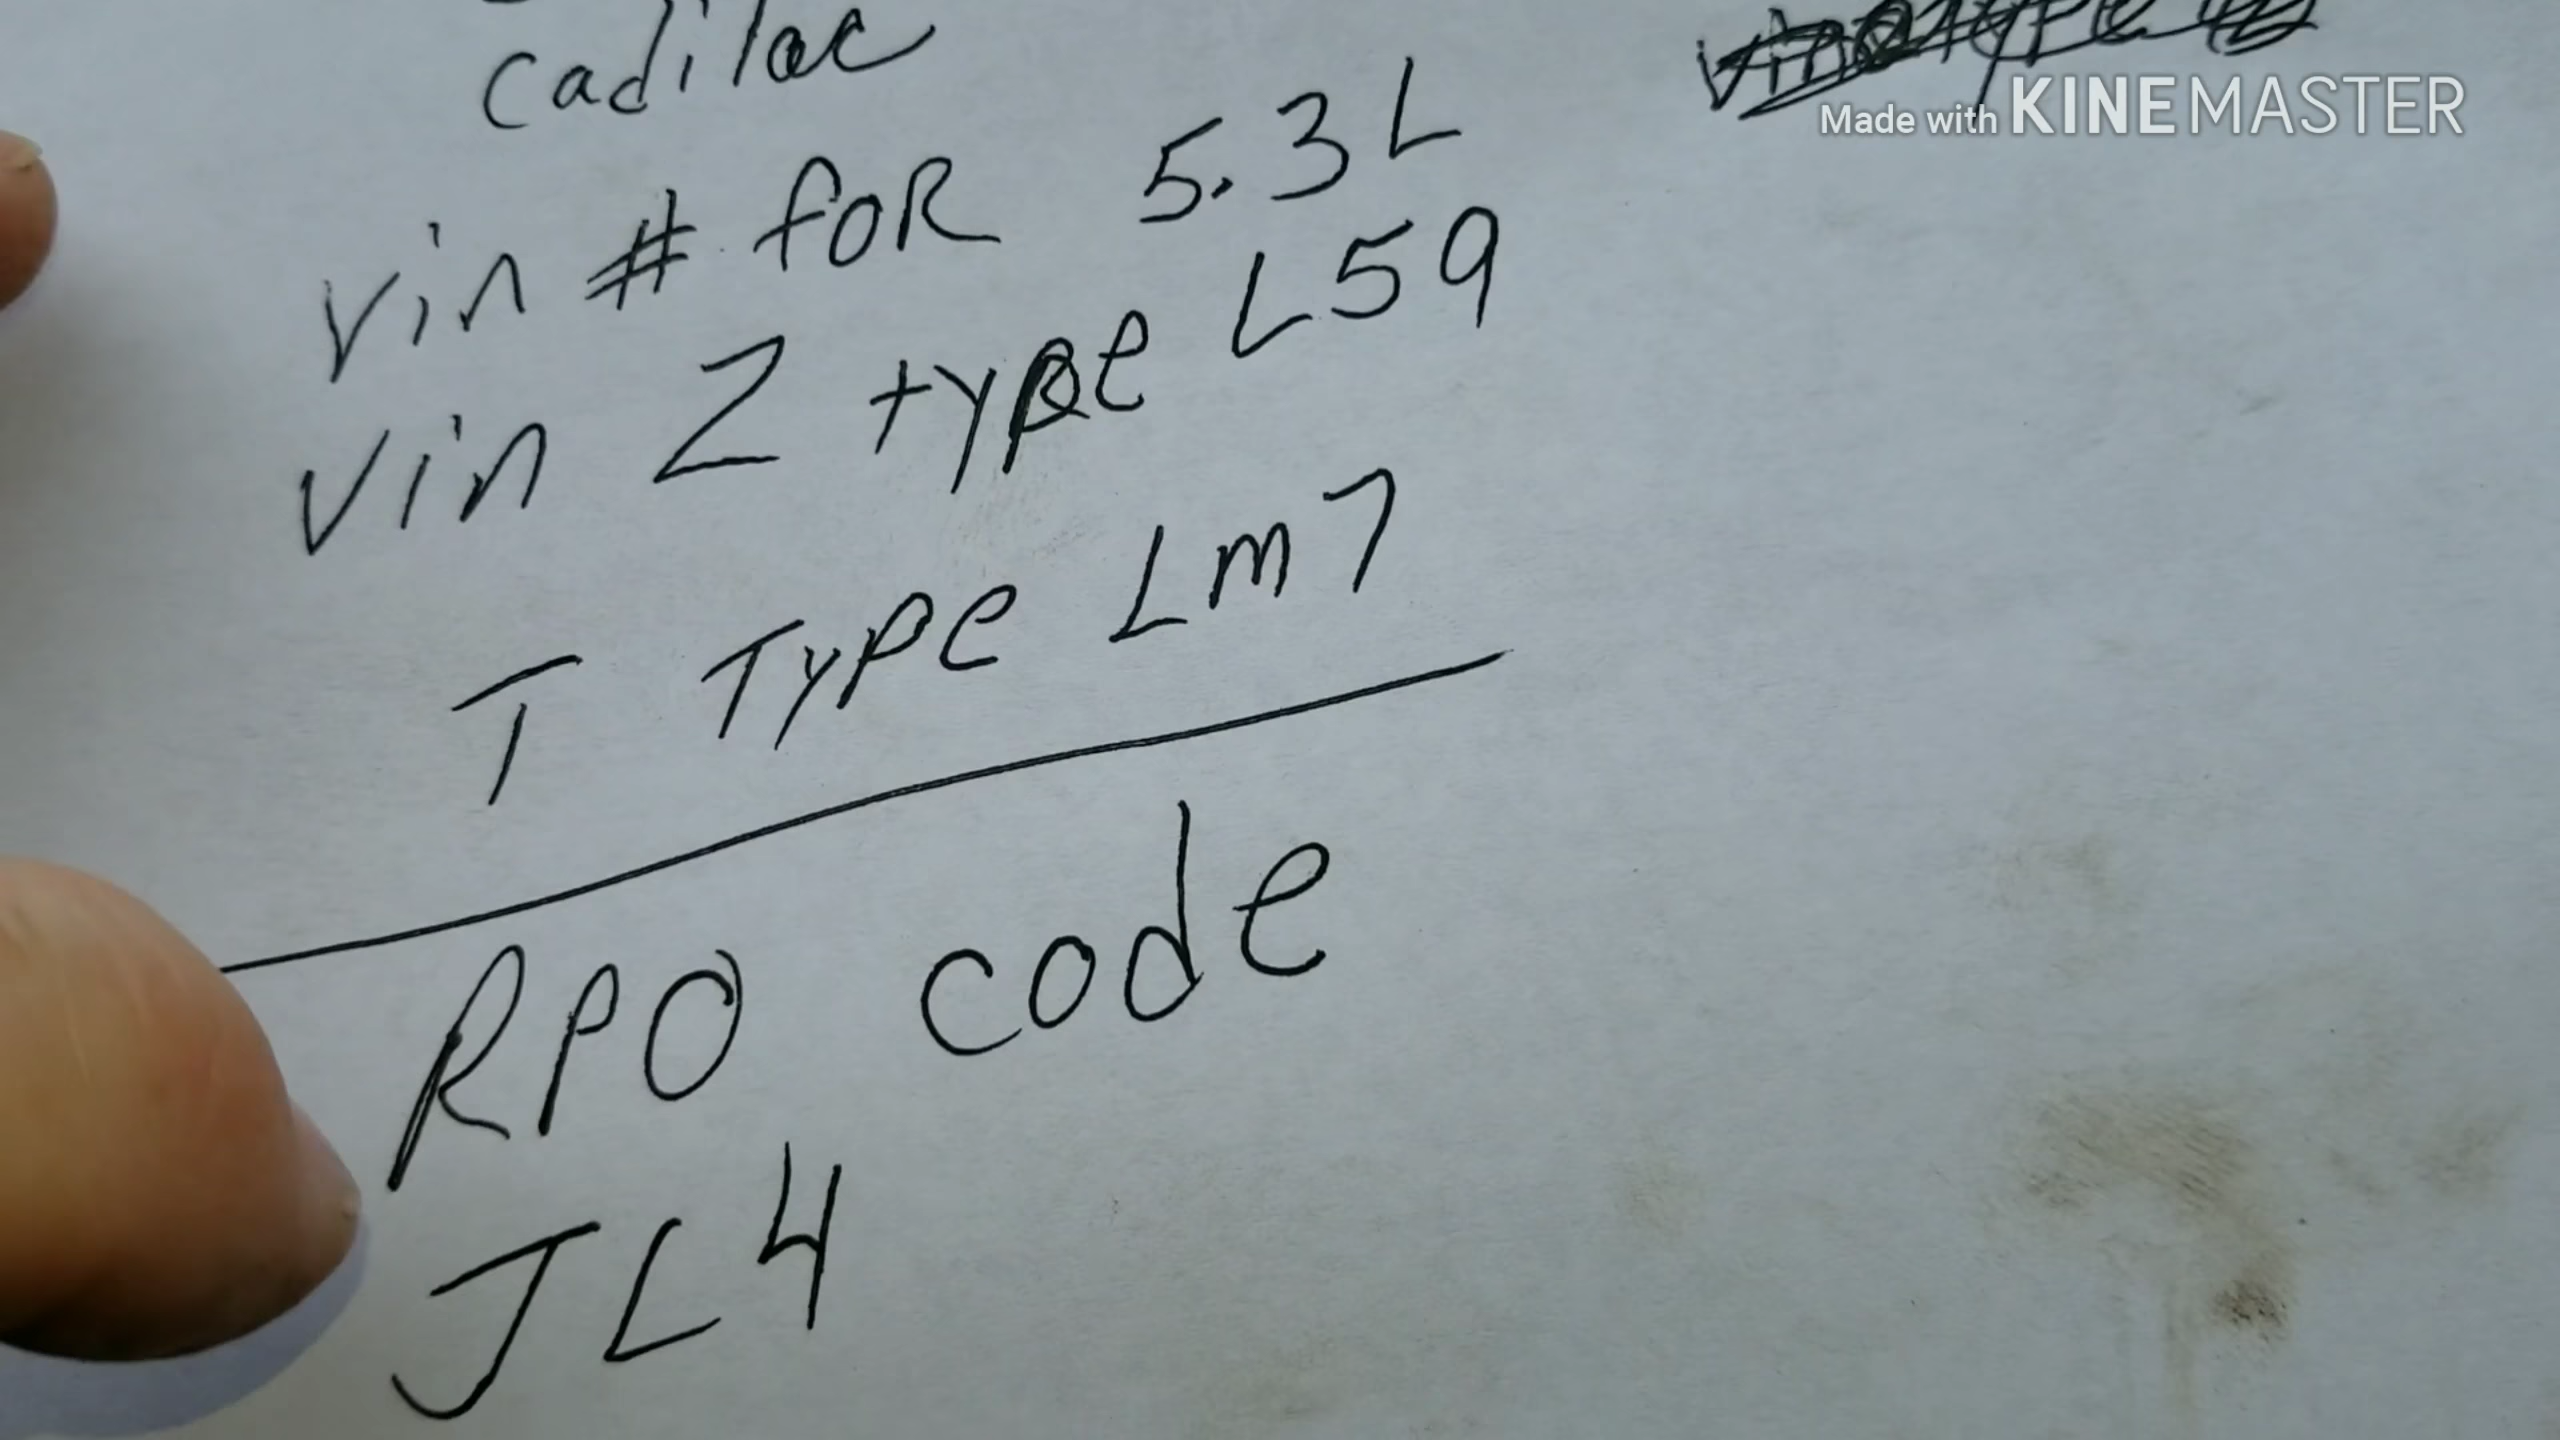 cadilac
Made with KINEMASTER
vin # foR 5.3L
vin Z type L59
T Type Lm7
RPO code
JL4